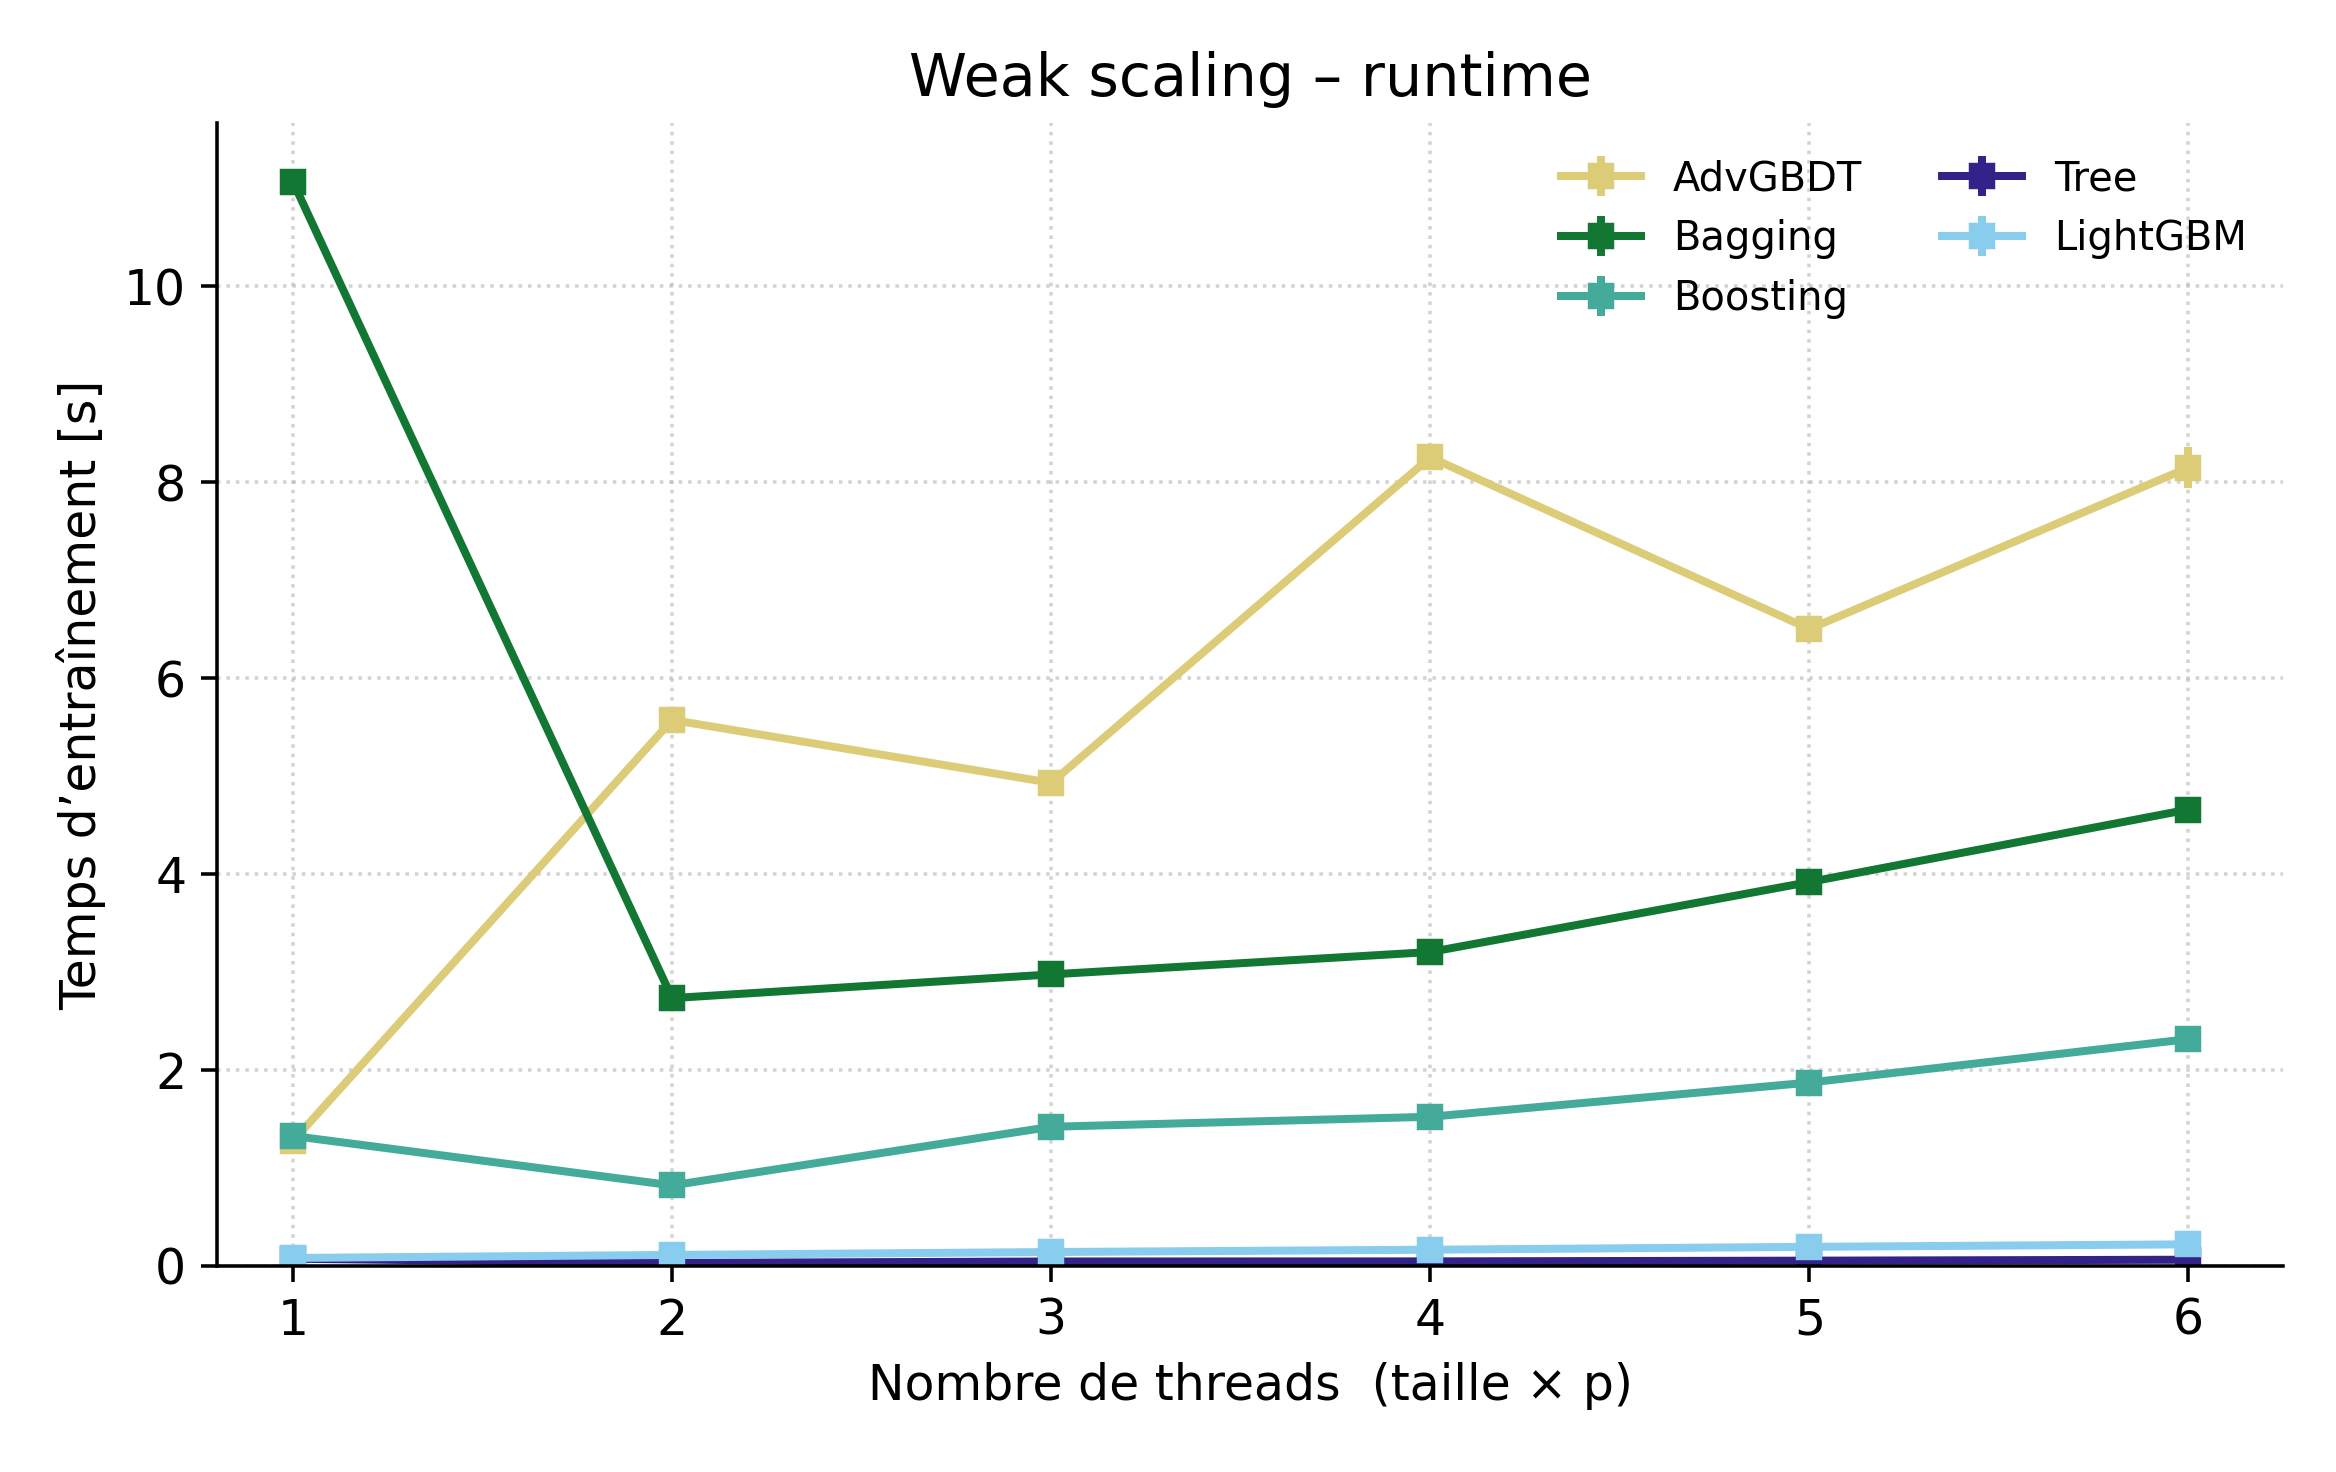 Weak scaling – runtime
AdvGBDT
Bagging
Boosting
Tree
LightGBM
Temps d’entraînement [s]
10
8
6
4
2
0
1 2 3 4 5 6
Nombre de threads  (taille × p)